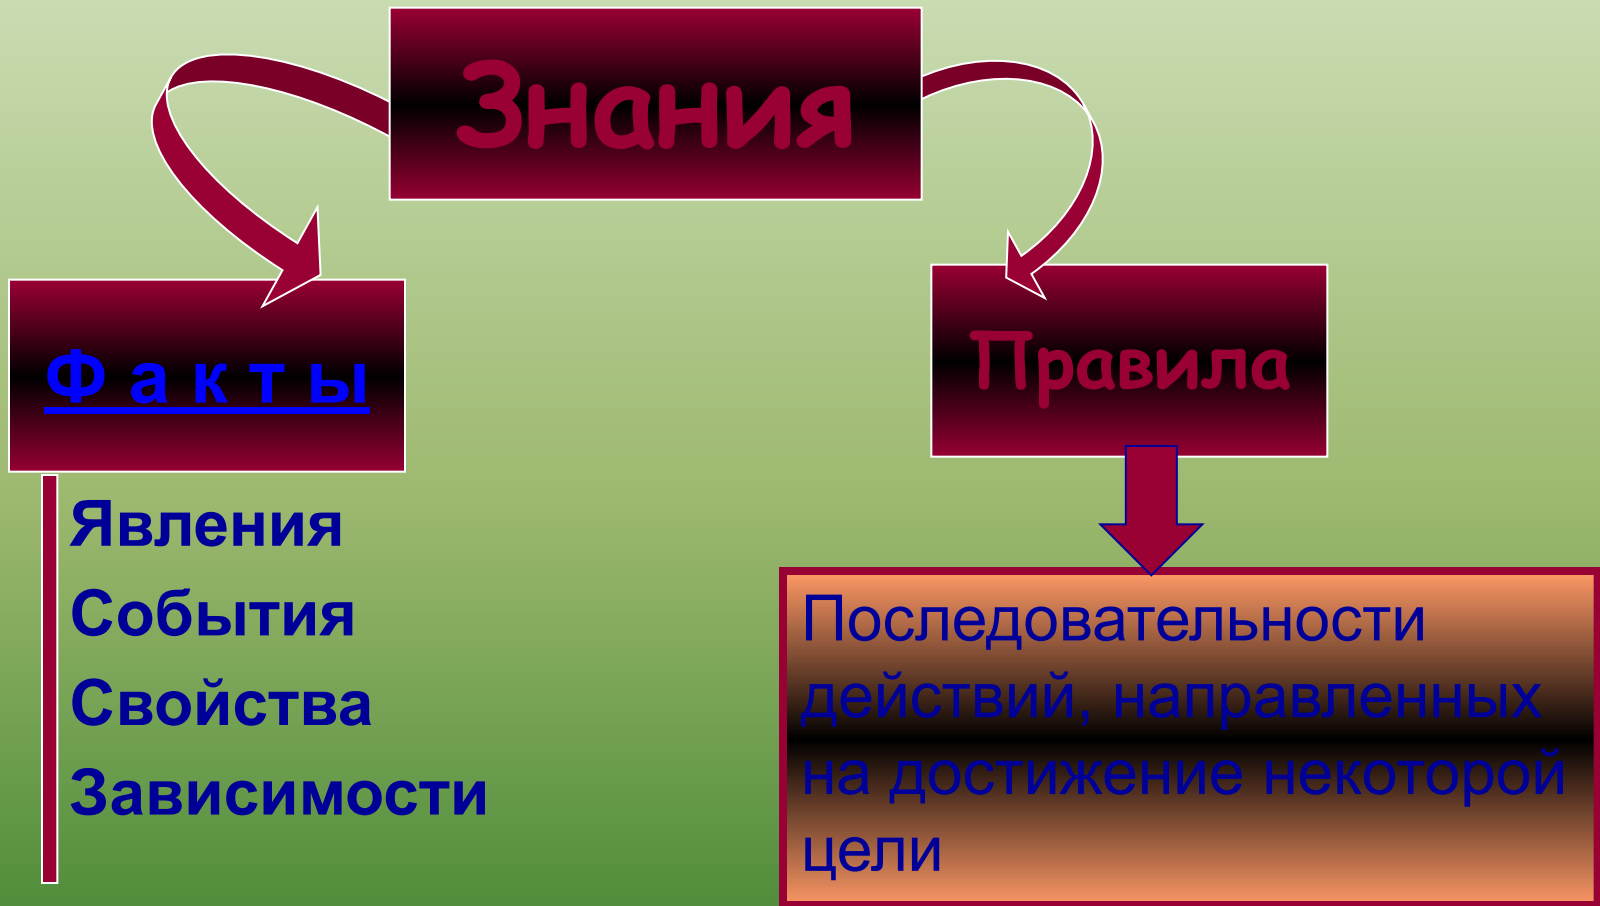 Знания
Ф а к т ы
Правила
Явления
События
Свойства
Зависимости
Последовательности
действий, направленных
на достижение некоторой
цели